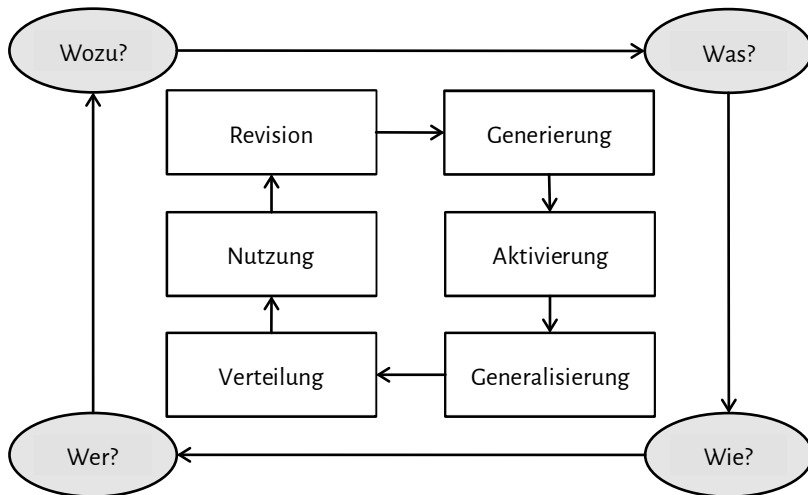 Wozu?
Was?
Revision
Generierung
Nutzung
Aktivierung
Verteilung
Generalisierung
Wer?
Wie?